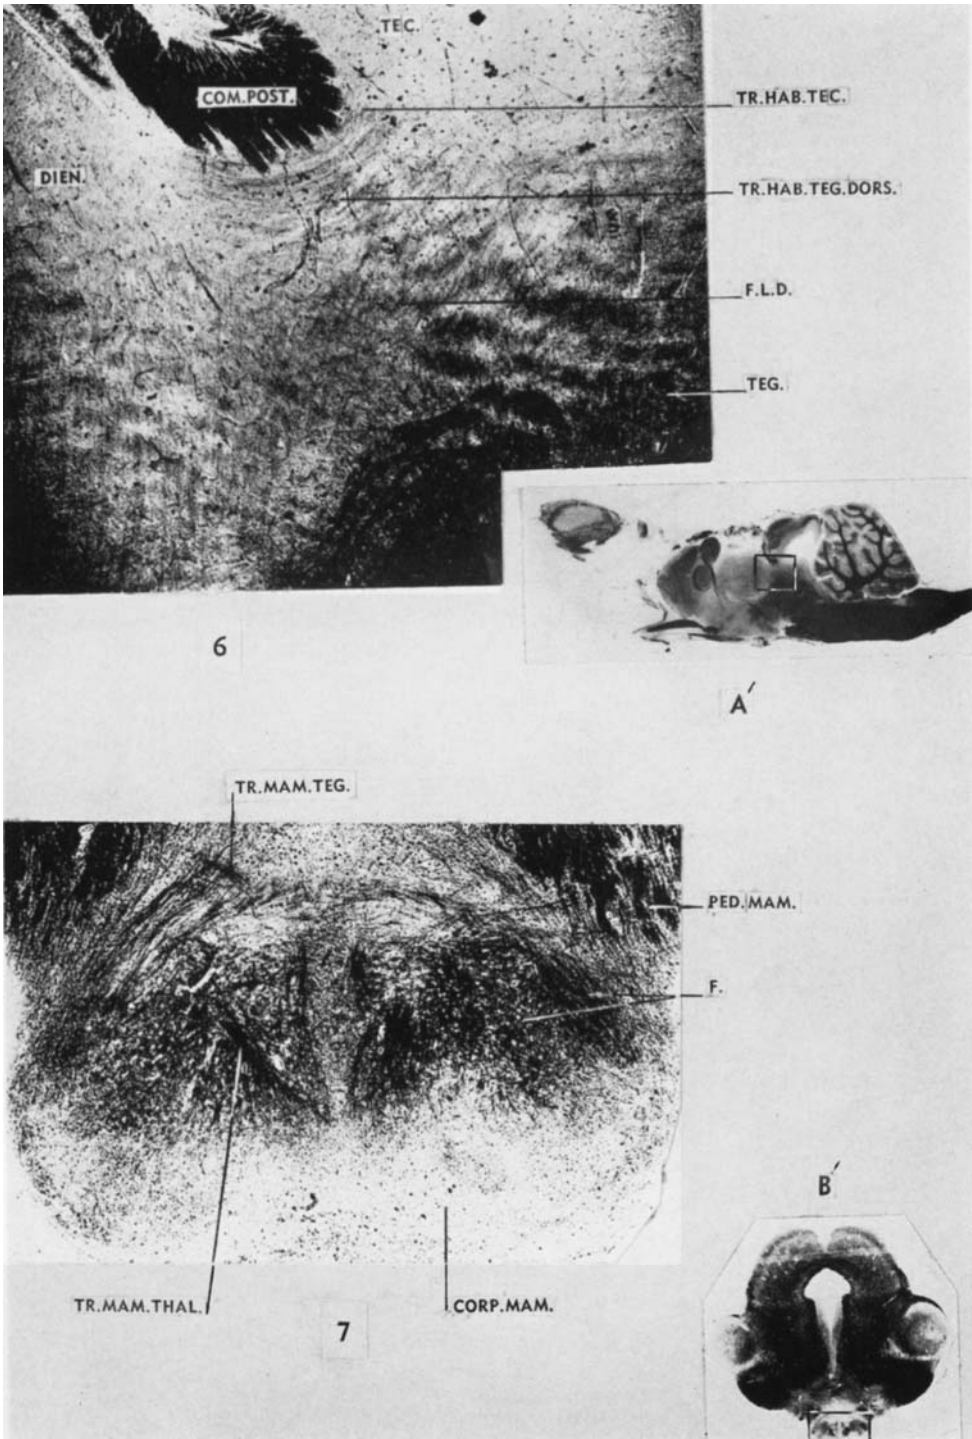 TEC.
COM.POST.
TR.HAB.TEC.
DIEN.
TR.HAB.TEG.DORS.
F.L.D.
TEG.
6
A′
TR.MAM.TEG.
PED.MAM.
F.
B′
TR.MAM.THAL.
CORP.MAM.
7